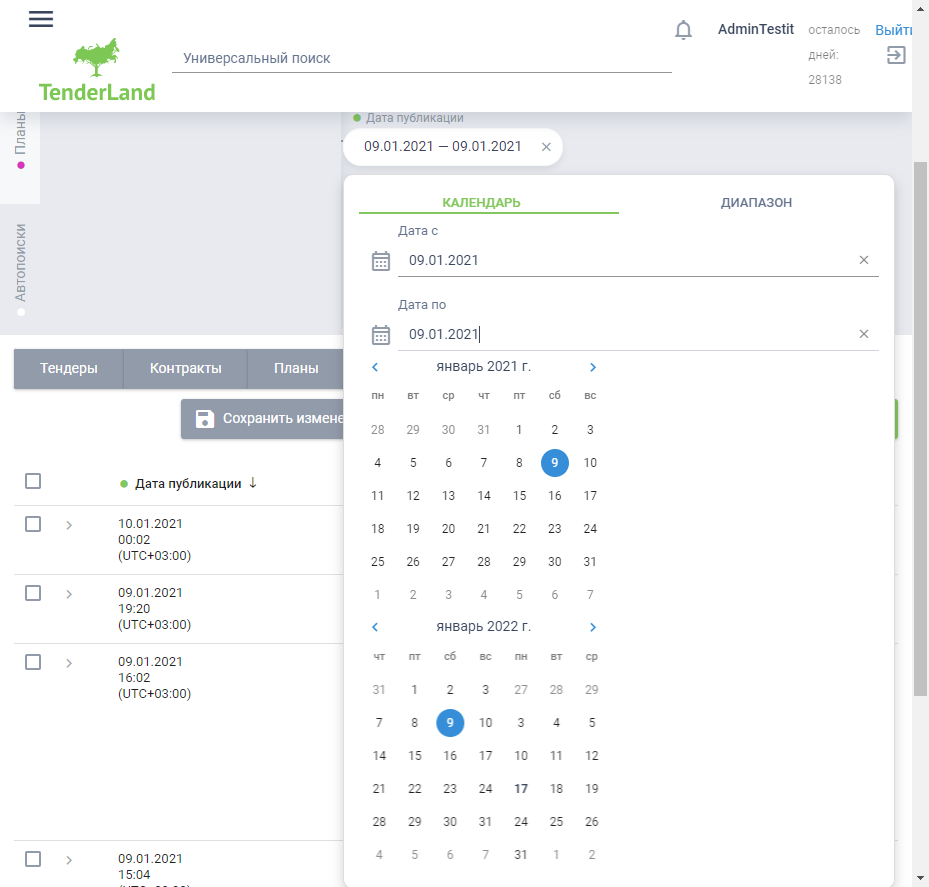 AdminTestit
осталось
дней:
28138
Выйти
Универсальный поиск
TenderLand
Планы
Автопоиски
Дата публикации
09.01.2021 — 09.01.2021
КАЛЕНДАРЬ ДИАПАЗОН
Дата с
09.01.2021
Дата по
09.01.2021
Тендеры Контракты Планы
Сохранить измене
январь 2021 г.
пн вт ср чт пт сб вс
28 29 30 31 1 2 3
4 5 6 7 8 9 10
11 12 13 14 15 16 17
18 19 20 21 22 23 24
25 26 27 28 29 30 31
1 2 3 4 5 6 7
январь 2022 г.
чт пт сб вс пн вт ср
31 1 2 3 27 28 29
7 8 9 10 3 4 5
14 15 16 17 10 11 12
21 22 23 24 17 18 19
28 29 30 31 24 25 26
4 5 6 7 31 1 2
Дата публикации ↓
10.01.2021
00:02
(UTC+03:00)
09.01.2021
19:20
(UTC+03:00)
09.01.2021
16:02
(UTC+03:00)
09.01.2021
15:04